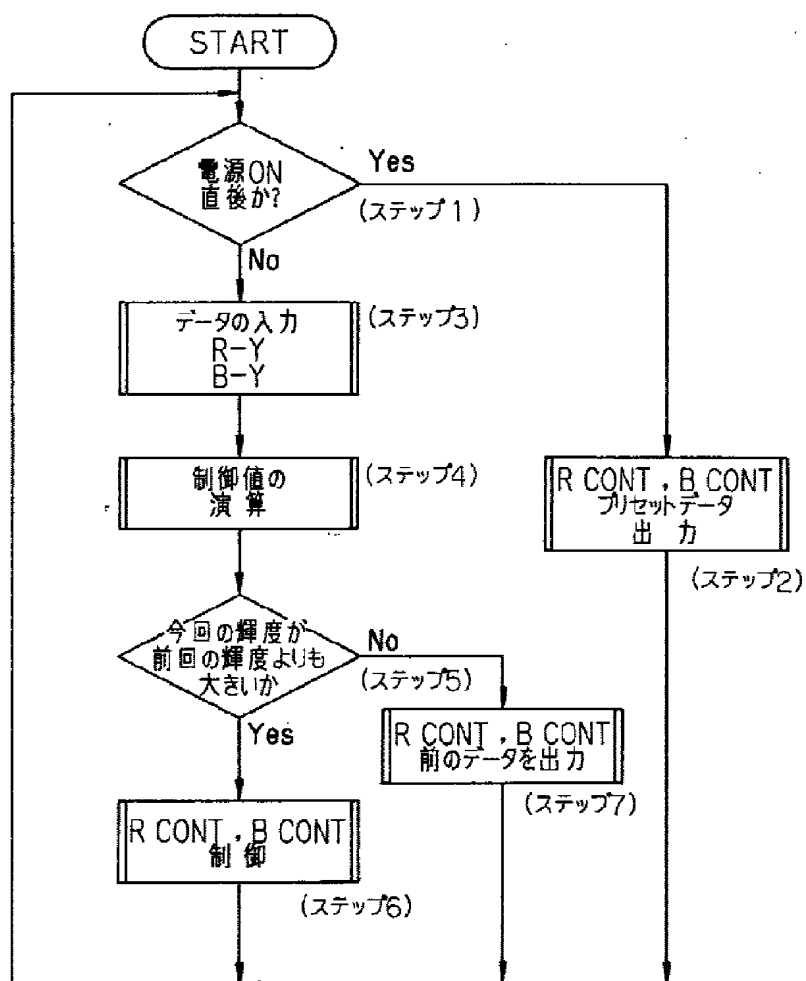 START
電源ON
直後か?
Yes
(ステップ1)
No
データの入力
R-Y
B-Y
(ステップ3)
制御値の
演算
(ステップ4)
R CONT , B CONT
プリセットデータ
出力
(ステップ2)
今回の輝度が
前回の輝度よりも
大きいか
No
(ステップ5)
Yes
R CONT , B CONT
前のデータを出力
(ステップ7)
R CONT , B CONT
制御
(ステップ6)